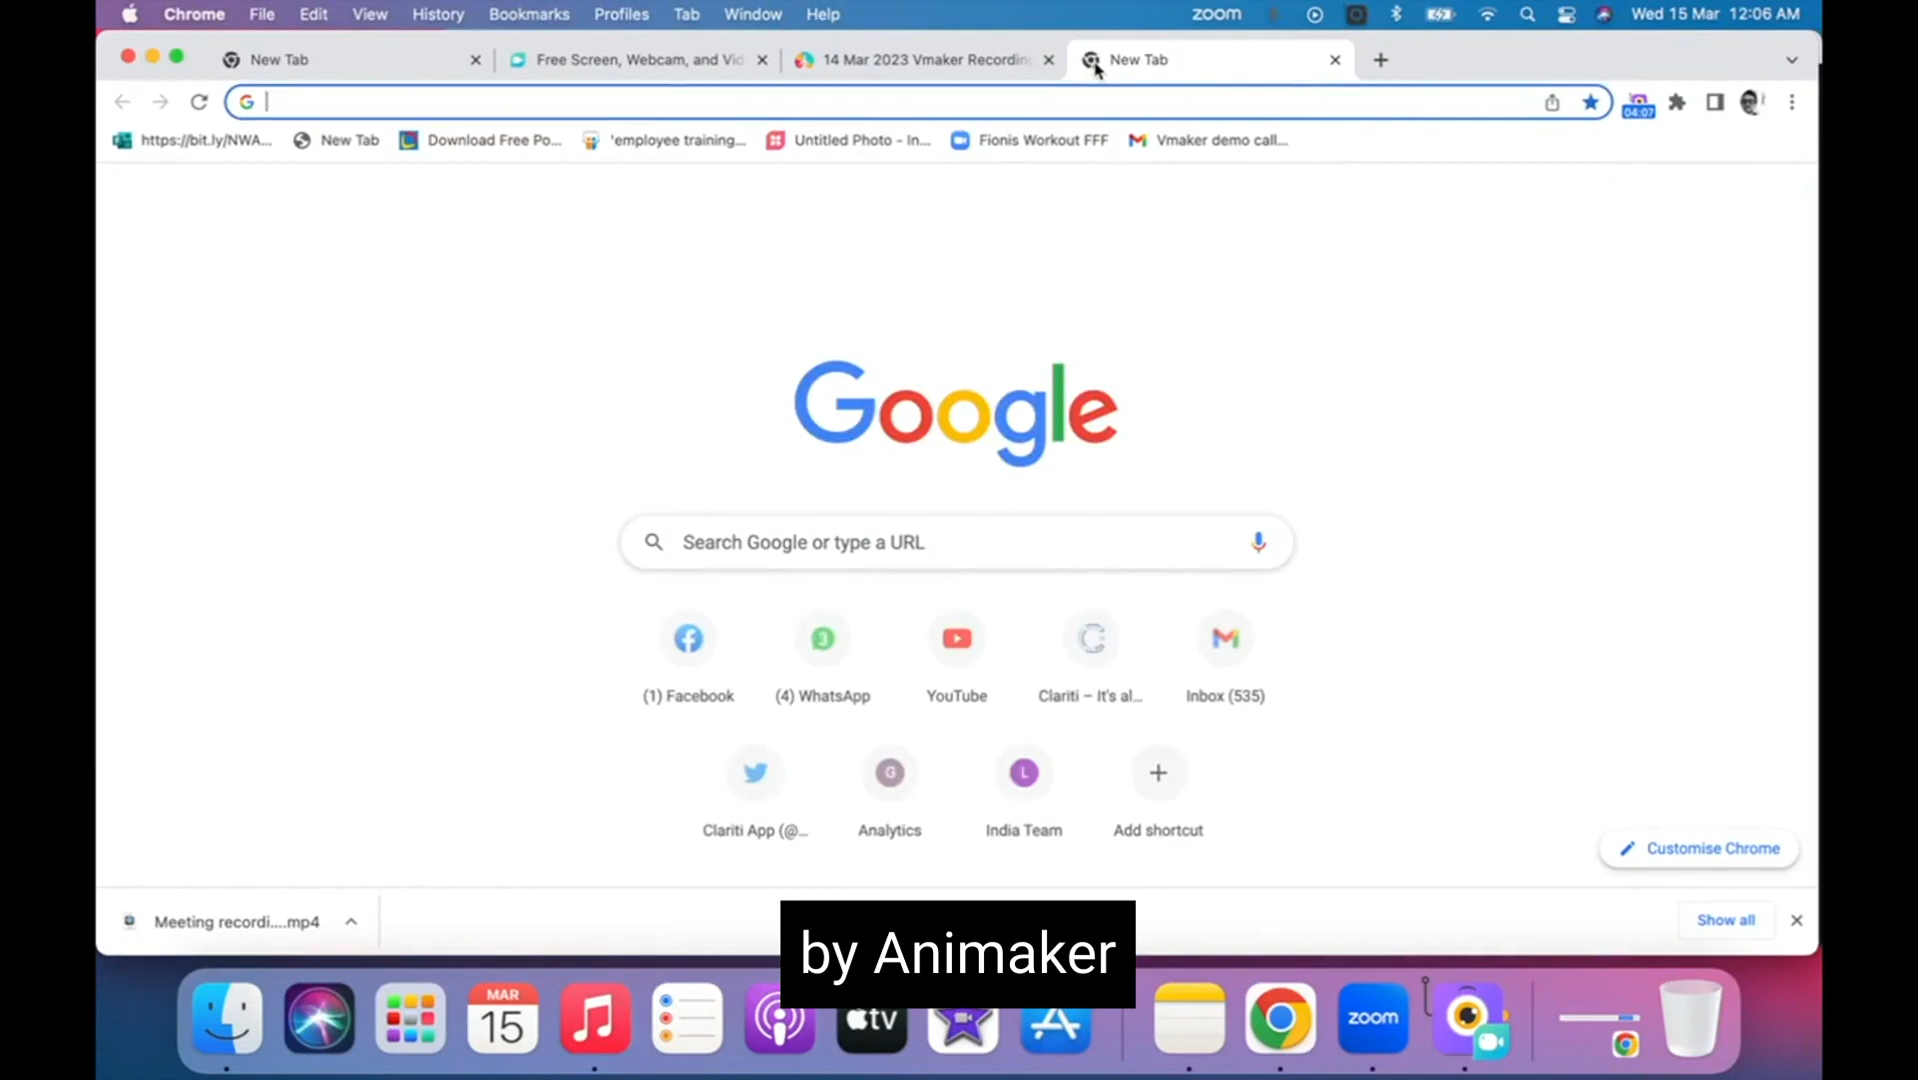 Chrome File Edit View History Bookmarks Profiles Tab Window Help zoom Wed 15 Mar 12:06 AM
New Tab Free Screen, Webcam, and Vid 14 Mar 2023 Vmaker Recording New Tab
04:07
https://bit.ly/NWA... New Tab Download Free Po... 'employee training... Untitled Photo - In... Fionis Workout FFF Vmaker demo call...
Google
Search Google or type a URL
3
(1) Facebook (4) WhatsApp YouTube Clariti – It's al... Inbox (535)
G L
Clariti App (@... Analytics India Team Add shortcut
Customise Chrome
Meeting recordi....mp4 Show all
by Animaker
MAR
15
tv
zoom